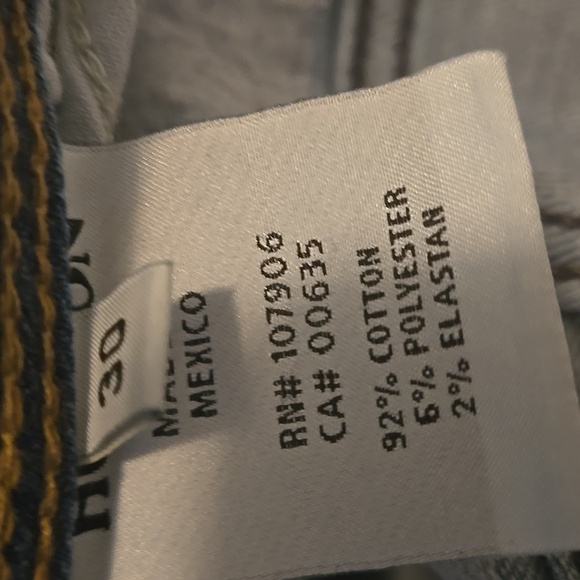 30
MEXICO
RN# 107906
CA# 00635
92% COTTON
6% POLYESTER
2% ELASTAN